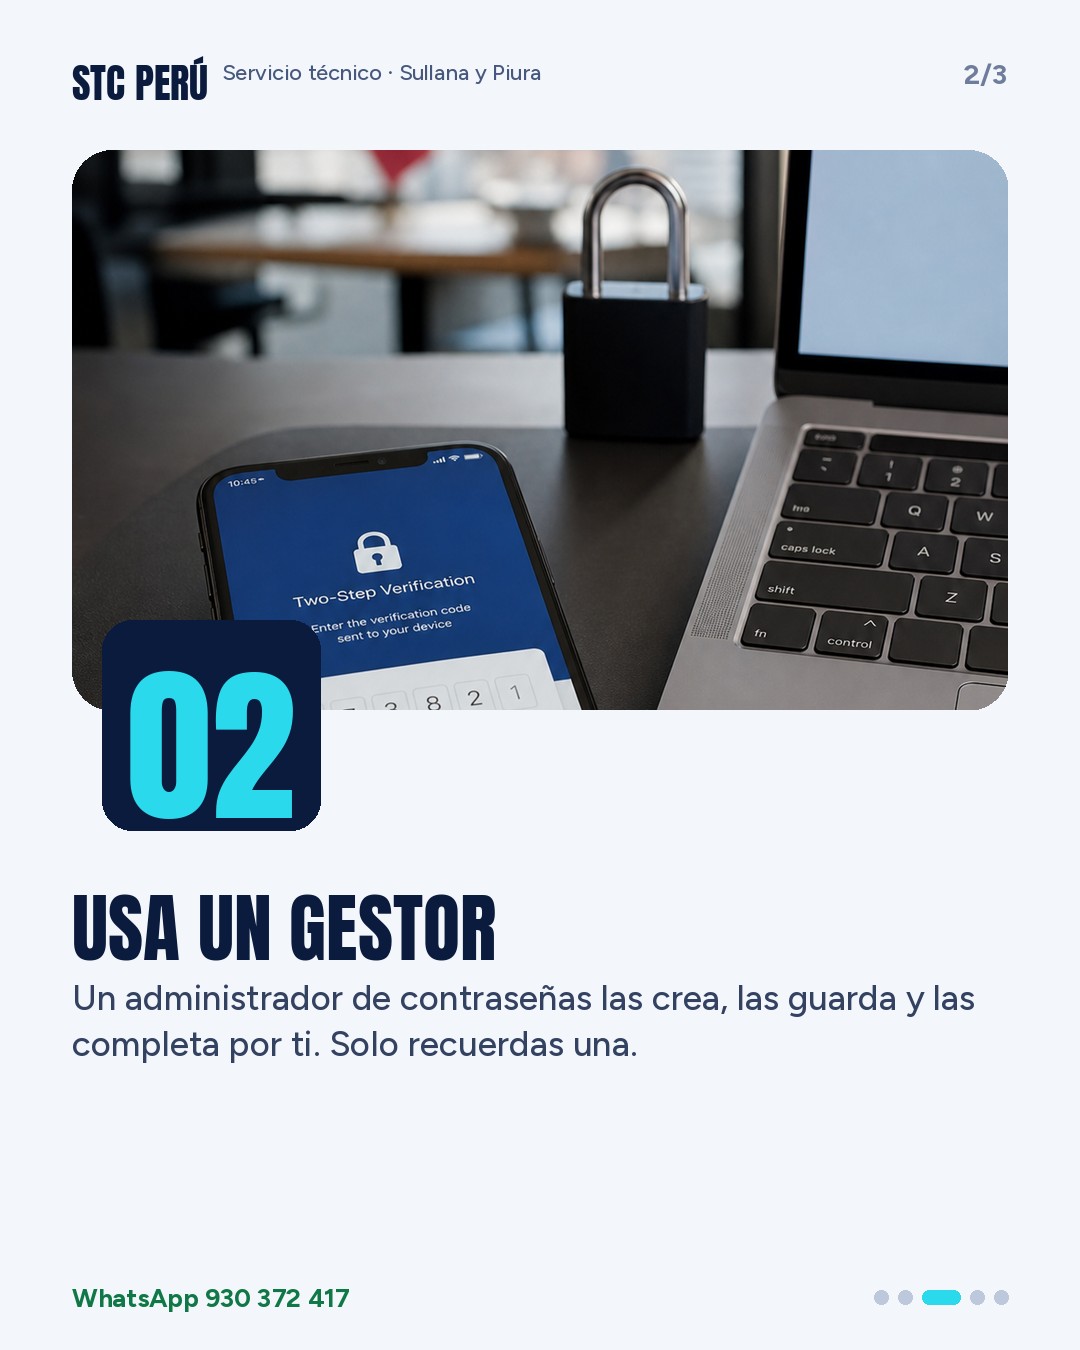 STC PERÚ Servicio técnico · Sullana y Piura
2/3
10:45
Two-Step Verification
Enter the verification code
sent to your device
3 8 2 1
! 1
2
Q W
caps lock A S
shift Z
fn control
02
USA UN GESTOR
Un administrador de contraseñas las crea, las guarda y las
completa por ti. Solo recuerdas una.
WhatsApp 930 372 417